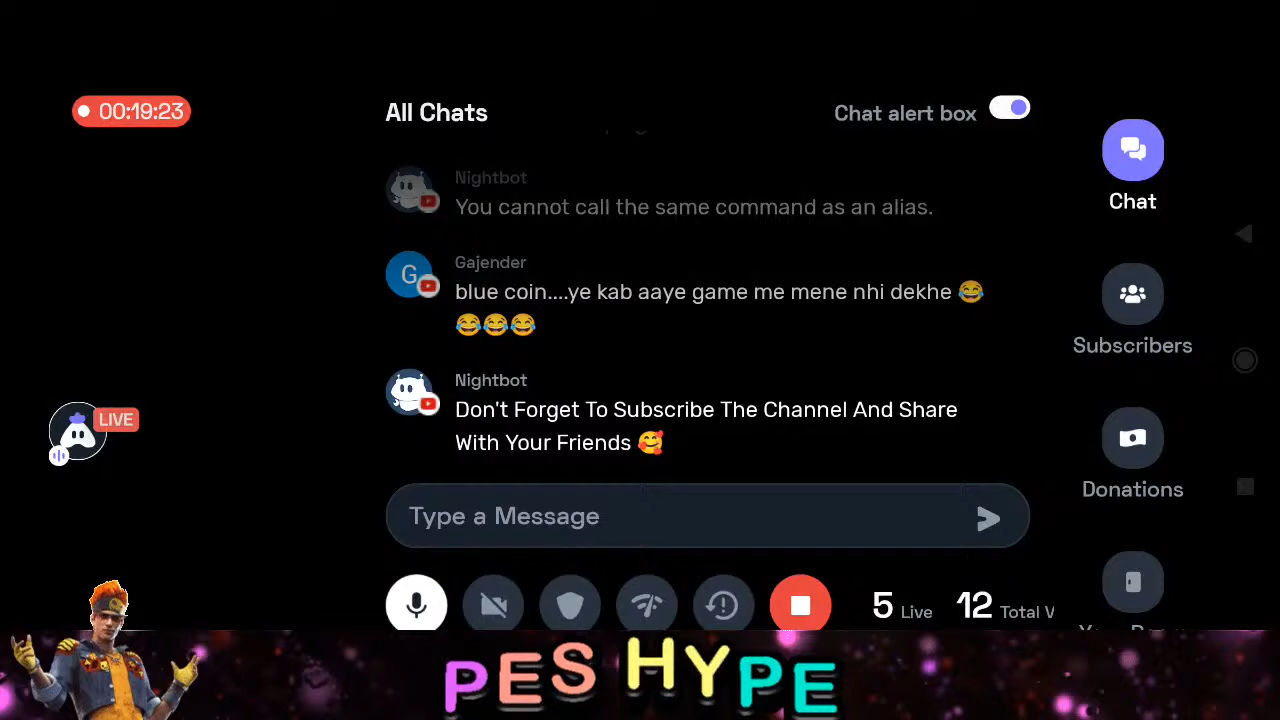 00:19:23
All Chats
Chat alert box
Nightbot
You cannot call the same command as an alias.
Chat
G
Gajender
blue coin....ye kab aaye game me mene nhi dekhe 😂
😂😂😂
Subscribers
Nightbot
Don't Forget To Subscribe The Channel And Share
With Your Friends 🥰
LIVE
Donations
Type a Message
5 Live 12 Total V
PES HYPE